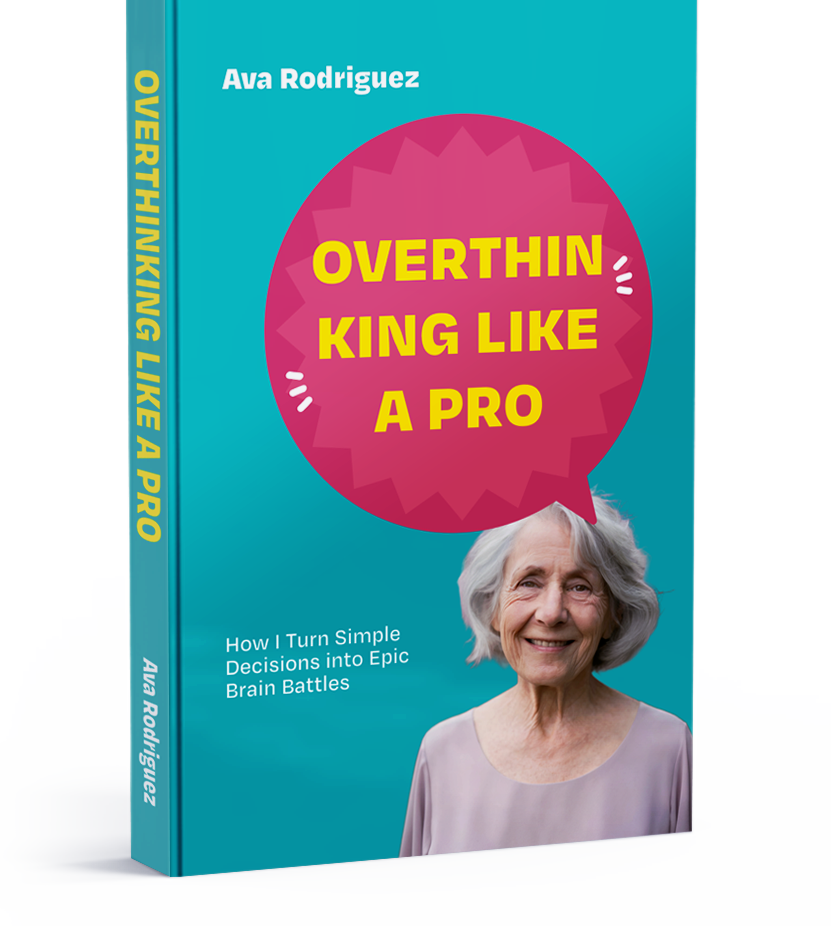 OVERTHINKING LIKE A PRO
Ava Rodriguez
Ava Rodriguez
OVERTHIN
KING LIKE
A PRO
How I Turn Simple
Decisions into Epic
Brain Battles